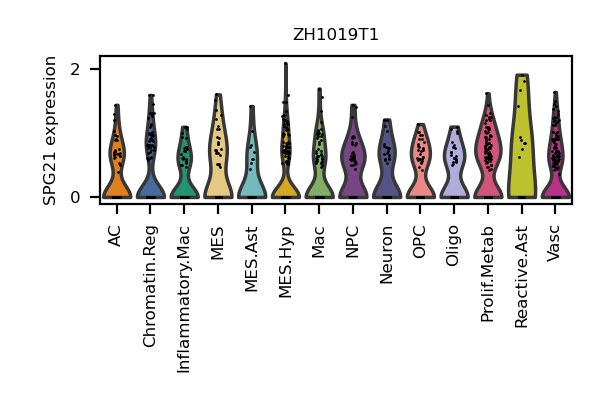 ZH1019T1
SPG21 expression
2
0
AC
Chromatin.Reg
Inflammatory.Mac
MES
MES.Ast
MES.Hyp
Mac
NPC
Neuron
OPC
Oligo
Prolif.Metab
Reactive.Ast
Vasc